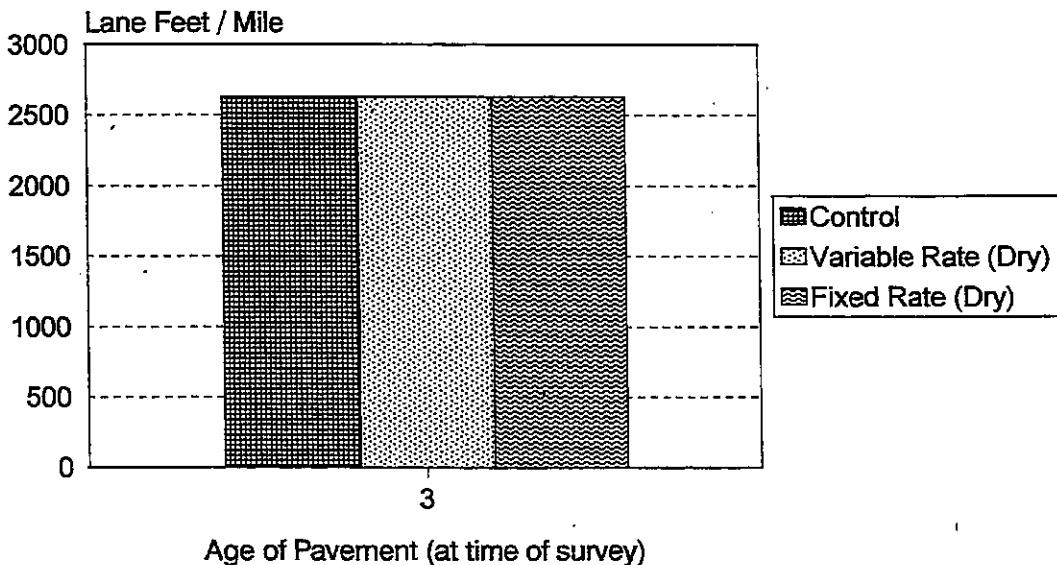 Lane Feet / Mile
3000
2500
2000
1500
1000
500
0
3
Age of Pavement (at time of survey)
Control
Variable Rate (Dry)
Fixed Rate (Dry)